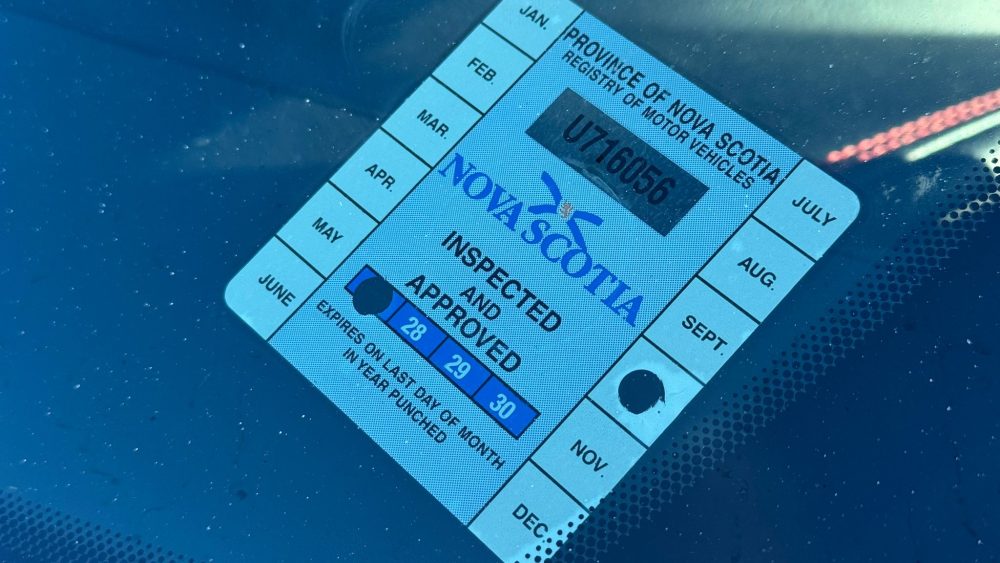 JAN.
FEB.
MAR.
APR.
MAY
JUNE
PROVINCE OF NOVA SCOTIA
REGISTRY OF MOTOR VEHICLES
U716056
NOVA SCOTIA
INSPECTED
AND
APPROVED
28 29 30
EXPIRES ON LAST DAY OF MONTH
IN YEAR PUNCHED
JULY
AUG.
SEPT.
NOV.
DEC.